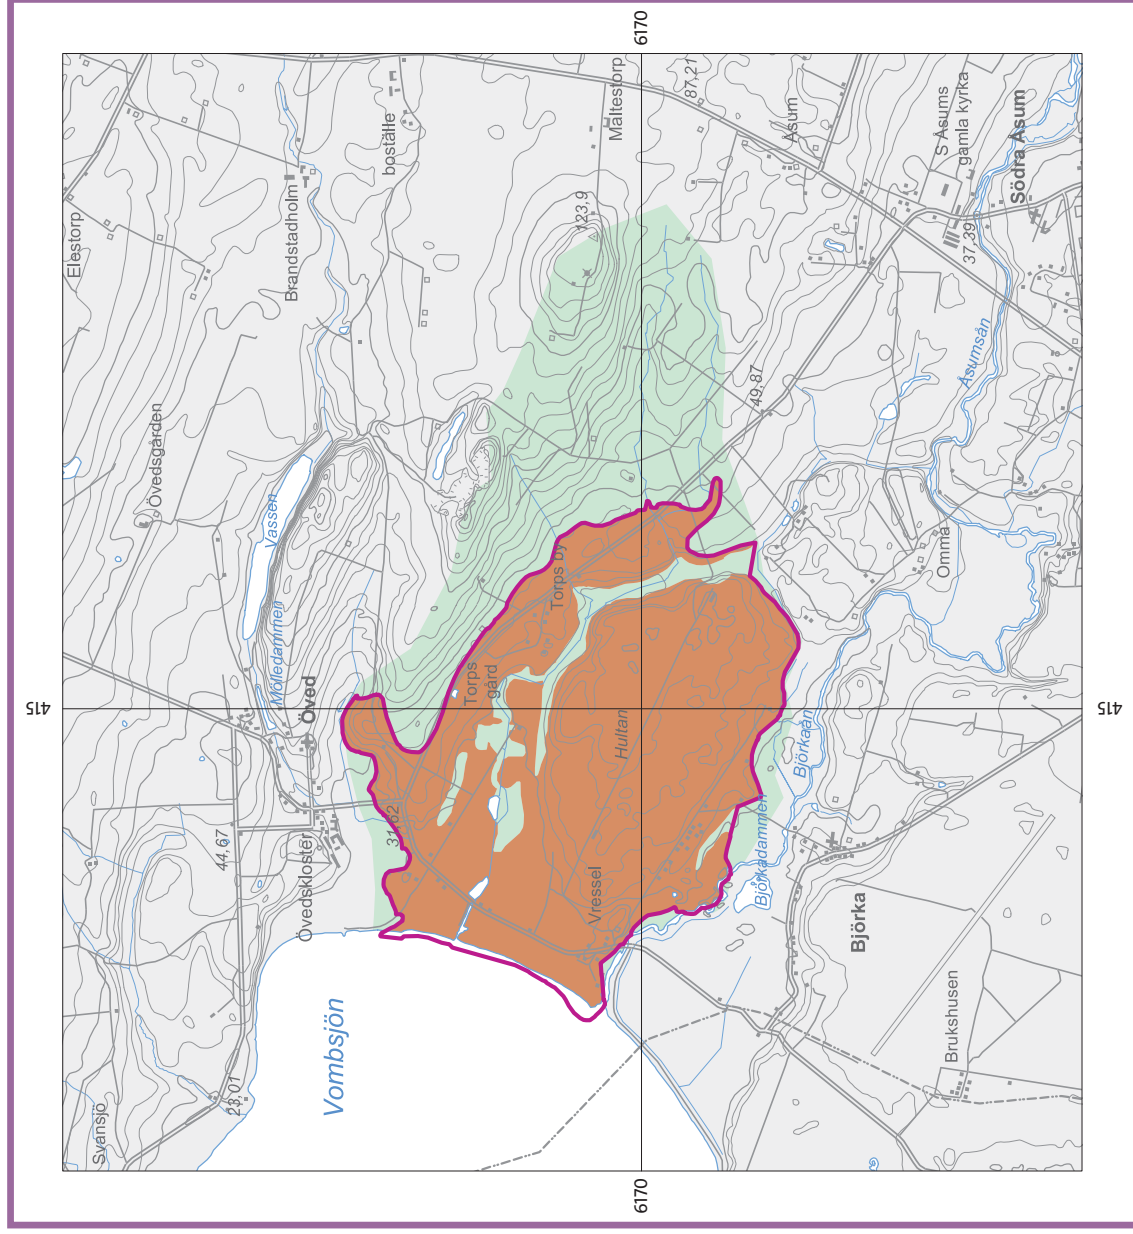 6170
Elestorp
Brandstadholm
boställe
Maltestorp
87,21
Åsum
S Åsums
gamla kyrka
Södra Åsum
123,9
37,39
Åsumsån
49,87
Övedsgården
Vassen
Mölledammen
Öved
Torps by
Torps
gård
Omma
415
415
Hultan
Björkaån
31,62
44,67
Övedskloster
Vressel
Björkadammen
Björka
Vombsjön
Brukshusen
23,01
Svansjö
6170